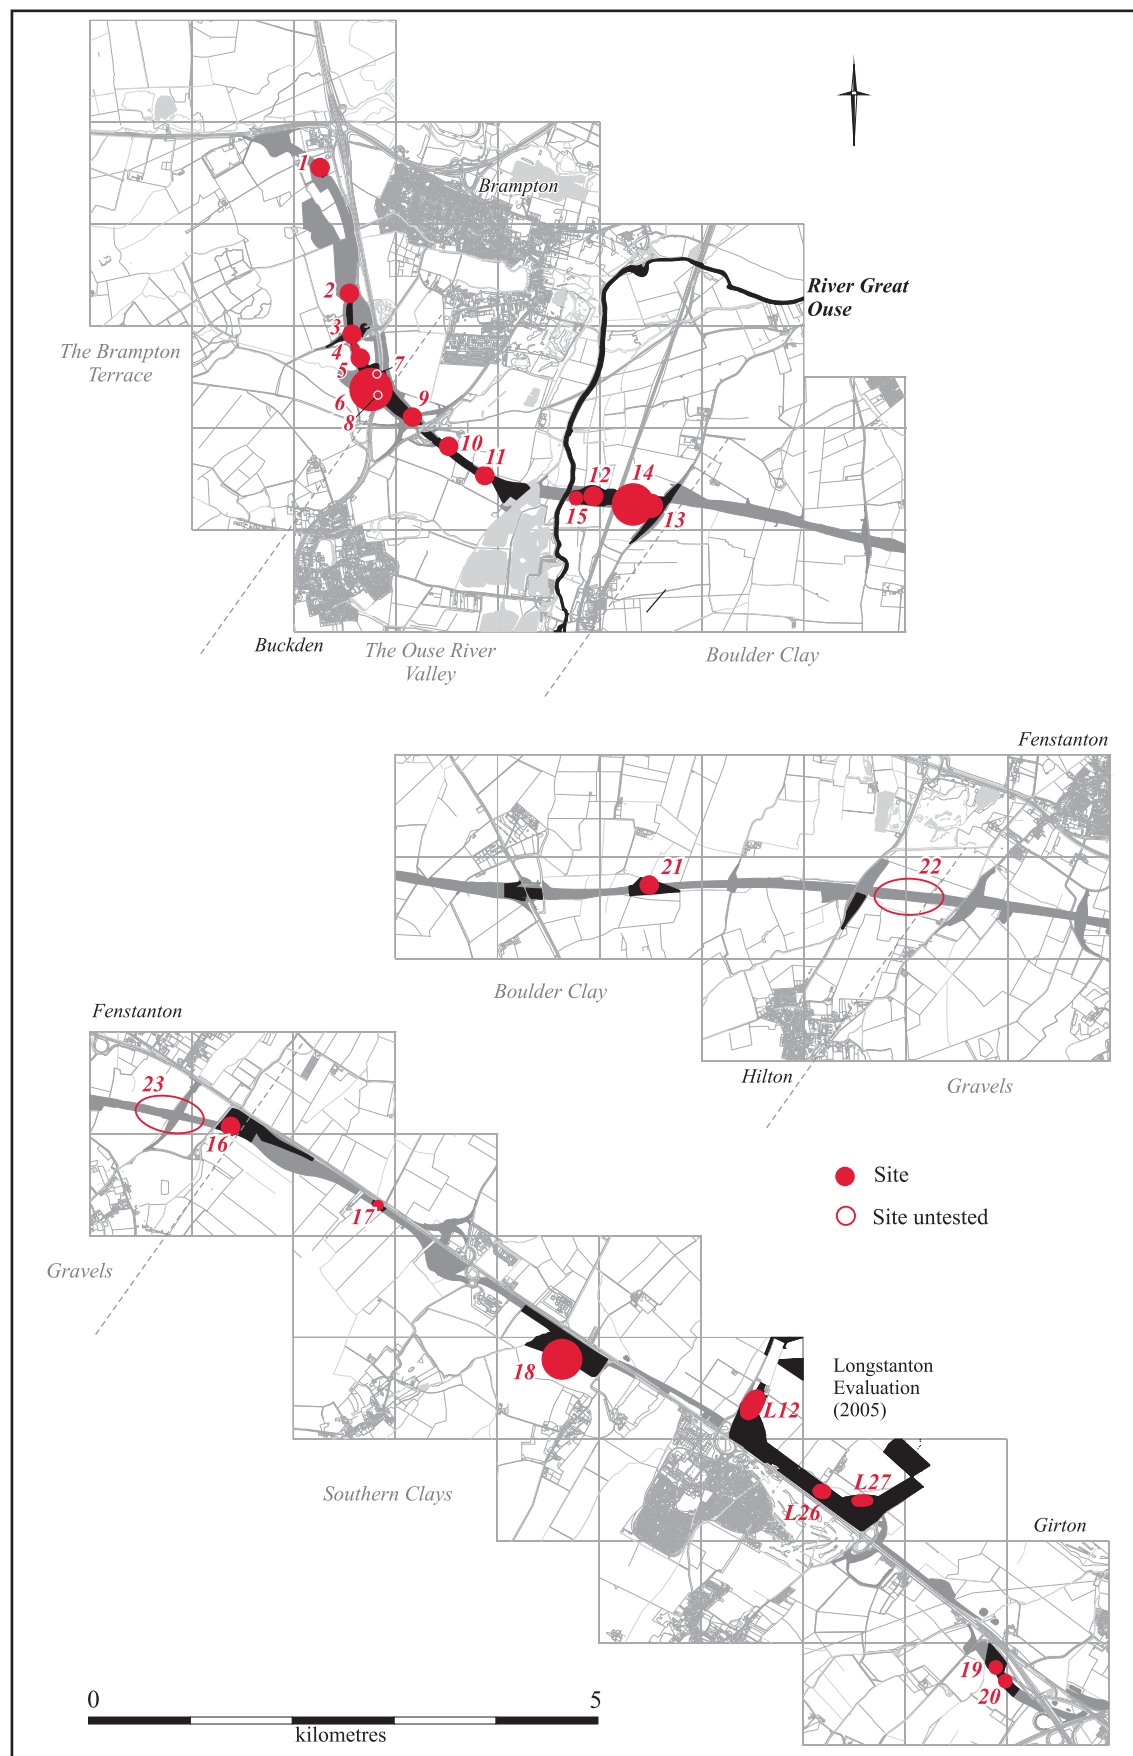 1
Brampton
2
River Great
Ouse
3
The Brampton
Terrace
4
7
5
6
9
8
10
11
12
14
15
13
Buckden
The Ouse River
Valley
Boulder Clay
Fenstanton
21
22
Boulder Clay
Fenstanton
Hilton
Gravels
23
16
Site
17
Site untested
Gravels
18
Longstanton
Evaluation
(2005)
L12
L27
Southern Clays
L26
Girton
19
20
0
5
kilometres